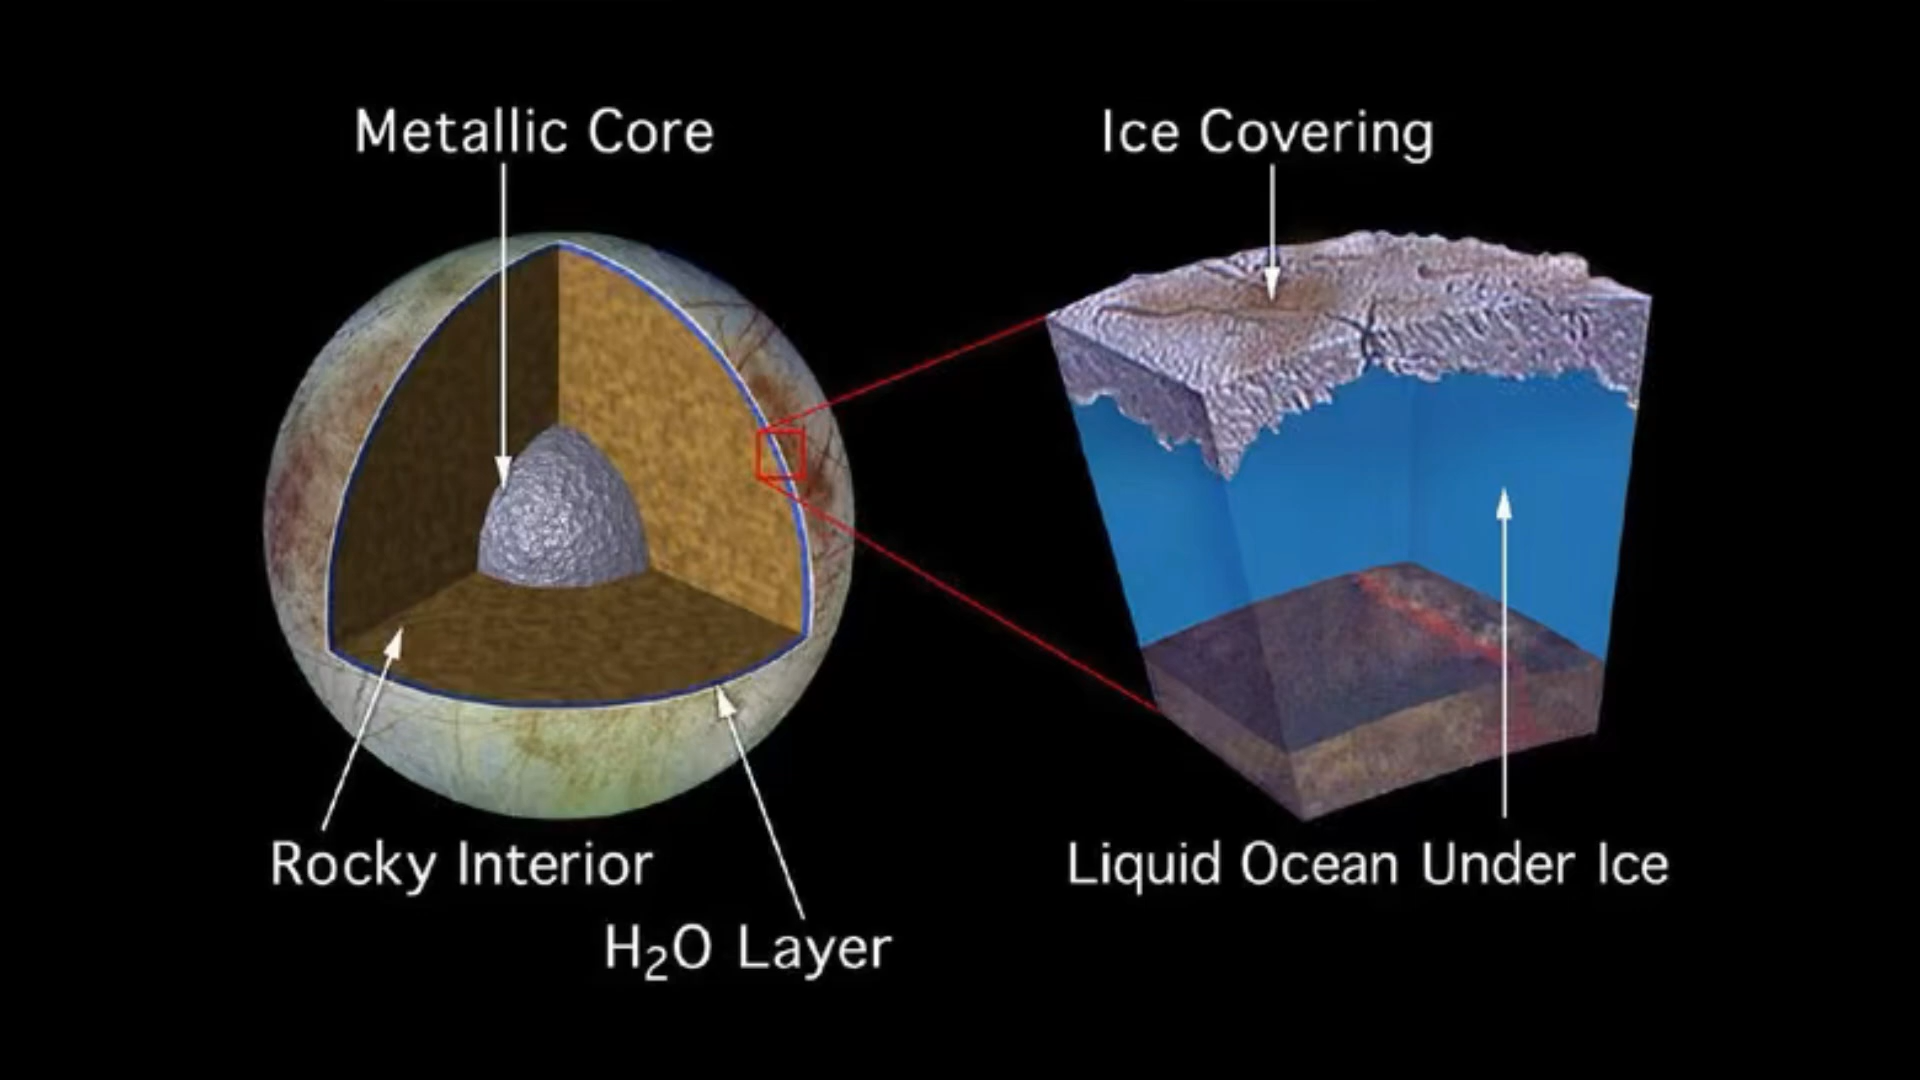 Metallic Core
Ice Covering
Rocky Interior
Liquid Ocean Under Ice
H₂O Layer